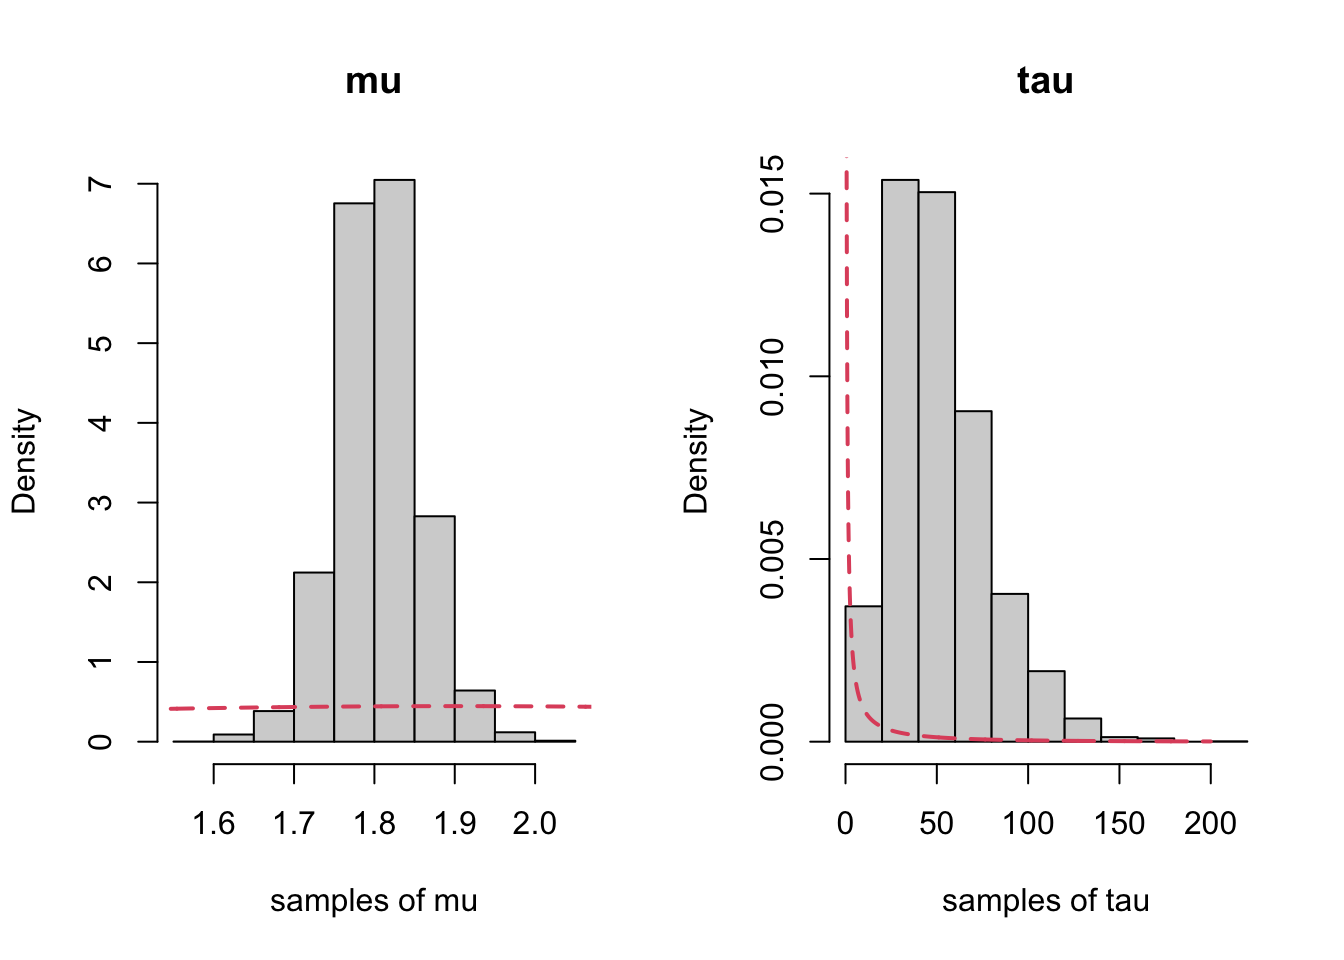 mu
Density
0 1 2 3 4 5 6 7
1.6 1.7 1.8 1.9 2.0
samples of mu
tau
Density
0.000 0.005 0.010 0.015
0 50 100 150 200
samples of tau